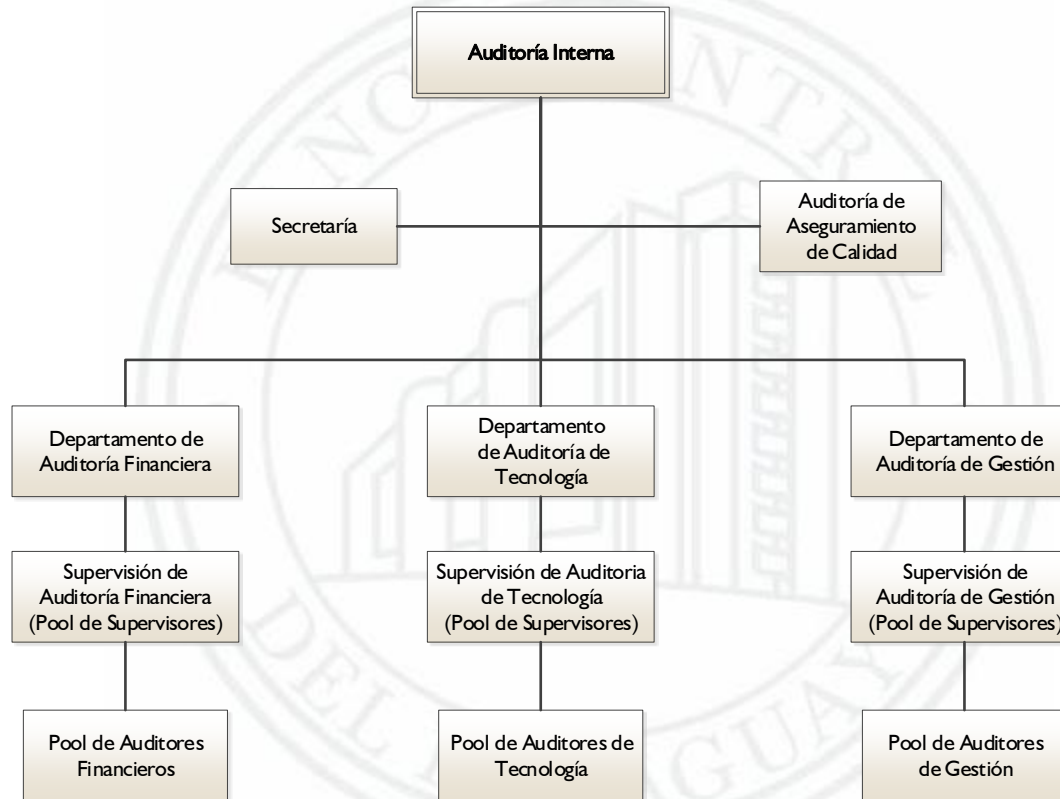 Auditoría Interna
Secretaría
Auditoría de
Aseguramiento
de Calidad
Departamento de
Auditoría Financiera
Departamento
de Auditoría de
Tecnología
Departamento de
Auditoría de Gestión
Supervisión de
Auditoría Financiera
(Pool de Supervisores)
Supervisión de Auditoria
de Tecnología
(Pool de Supervisores)
Supervisión de
Auditoría de Gestión
(Pool de Supervisores)
Pool de Auditores
Financieros
Pool de Auditores de
Tecnología
Pool de Auditores
de Gestión